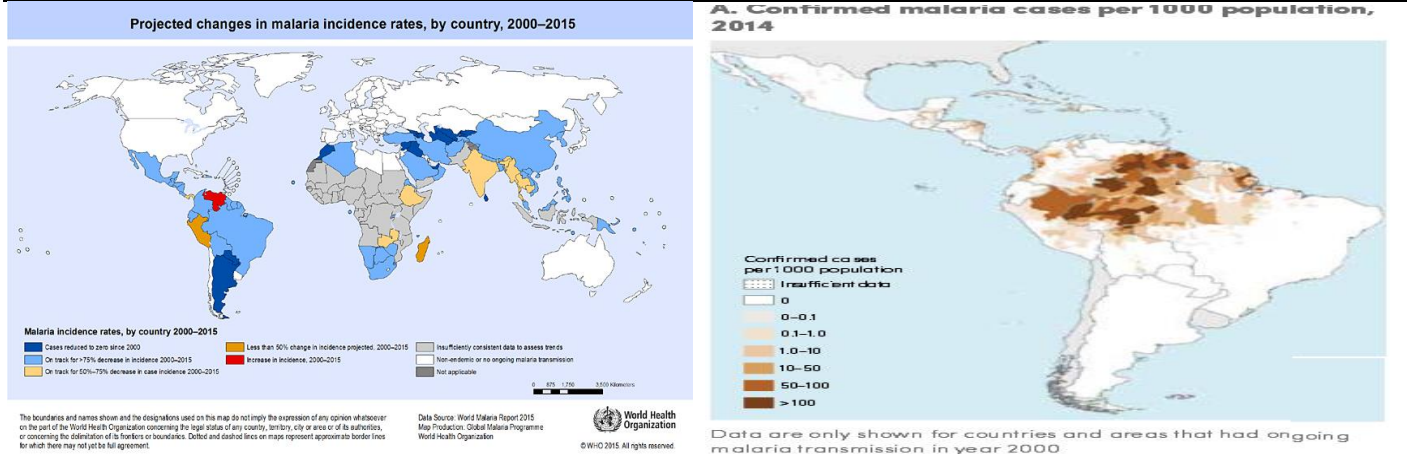 Projected changes in malaria incidence rates, by country, 2000–2015
Malaria incidence rates, by country 2000–2015
Cases reduced to zero since 2000
On track for >75% decrease in incidence 2000–2015
On track for 50%–75% decrease in case incidence 2000–2015
Less than 50% change in incidence projected, 2000–2015
Increase in incidence, 2000–2015
Insufficiently consistent data to assess trends
Non-endemic or no ongoing malaria transmission
Not applicable
0 875 1,750 3,500 Kilometers
The boundaries and names shown and the designations used on this map do not imply the expression of any opinion whatsoever
on the part of the World Health Organization concerning the legal status of any country, territory, city or area or of its authorities,
or concerning the delimitation of its frontiers or boundaries. Dotted and dashed lines on maps represent approximate border lines
for which there may not yet be full agreement.
Data Source: World Malaria Report 2015
Map Production: Global Malaria Programme
World Health Organization
World Health
Organization
© WHO 2015. All rights reserved.
A. Confirmed malaria cases per 1000 population,
2014
Confirmed cases
per 1000 population
Insufficient data
0
0–0.1
0.1–1.0
1.0–10
10–50
50–100
>100
Data are only shown for countries and areas that had ongoing
malaria transmission in year 2000